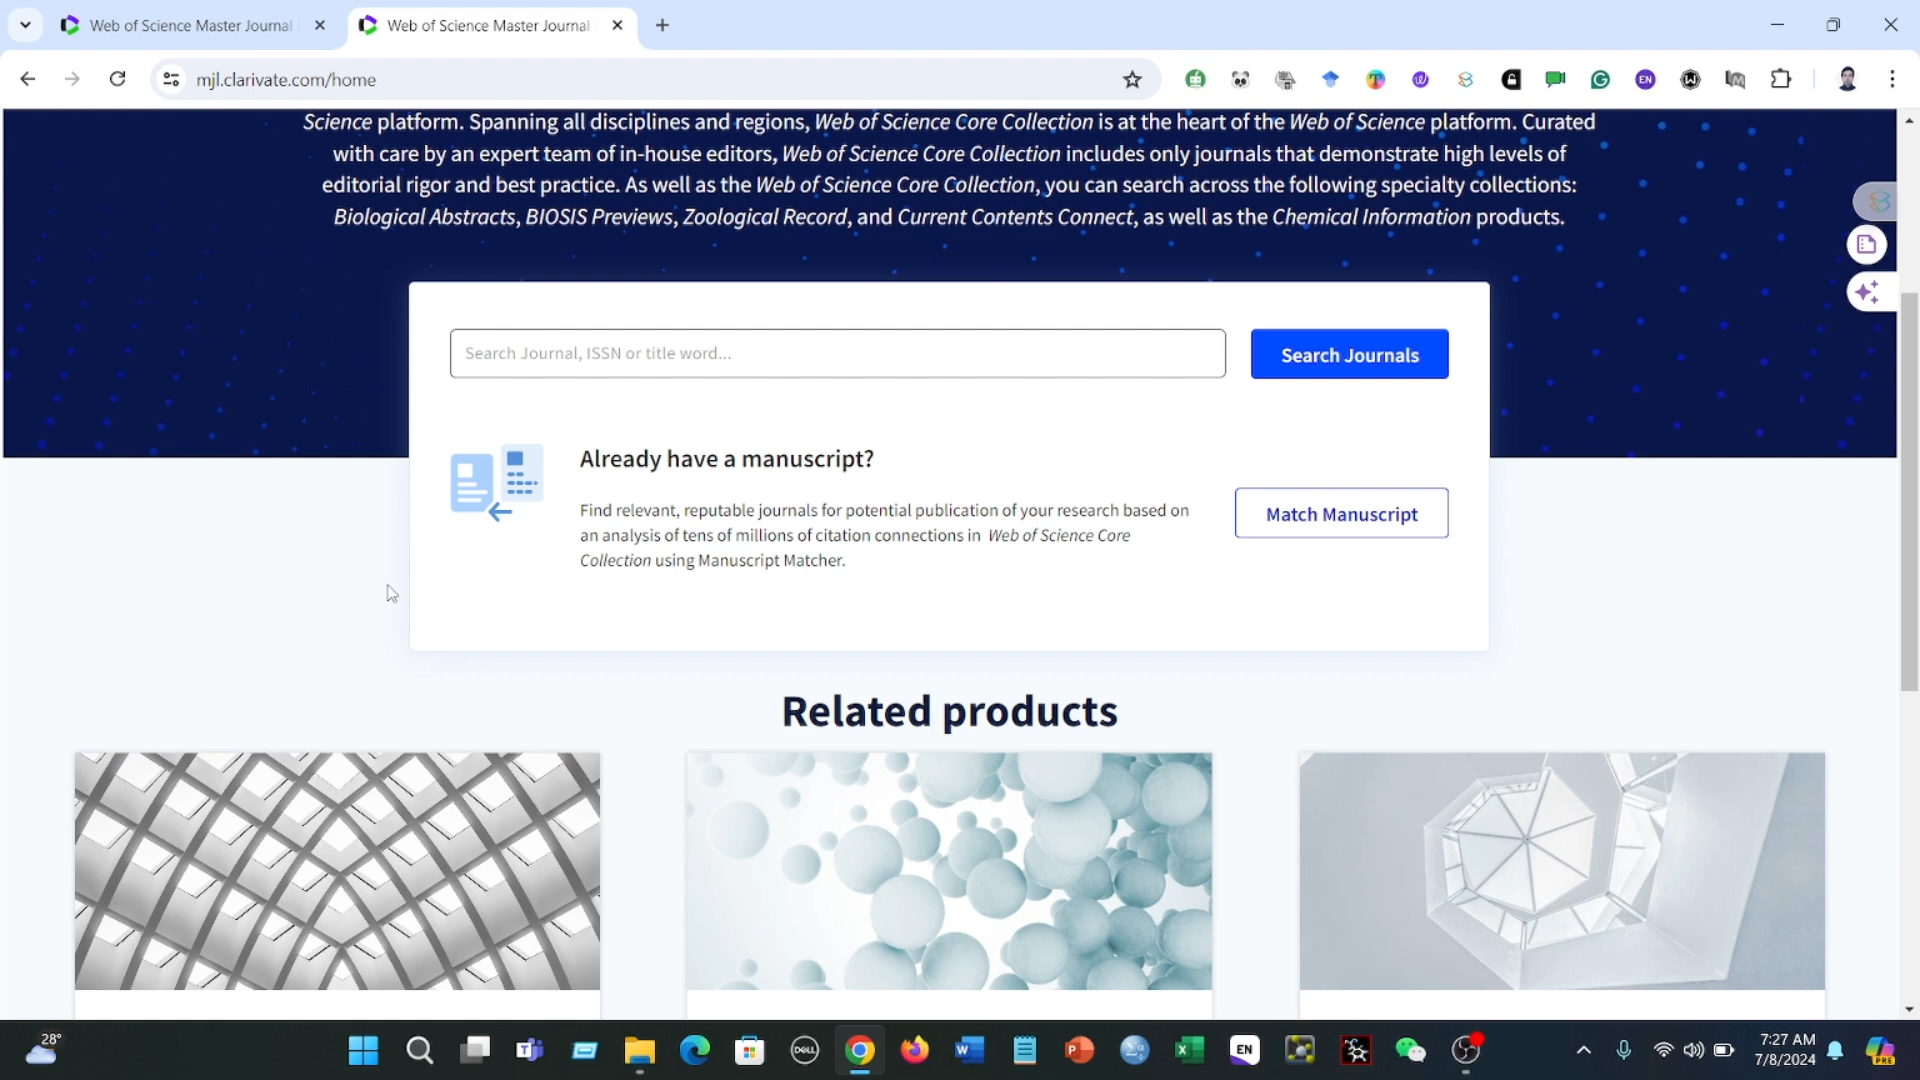 Web of Science Master Journal
Web of Science Master Journal
mjl.clarivate.com/home
EN
Science platform. Spanning all disciplines and regions, Web of Science Core Collection is at the heart of the Web of Science platform. Curated
with care by an expert team of in-house editors, Web of Science Core Collection includes only journals that demonstrate high levels of
editorial rigor and best practice. As well as the Web of Science Core Collection, you can search across the following specialty collections:
Biological Abstracts, BIOSIS Previews, Zoological Record, and Current Contents Connect, as well as the Chemical Information products.
Search Journal, ISSN or title word...
Search Journals
Already have a manuscript?
Find relevant, reputable journals for potential publication of your research based on
an analysis of tens of millions of citation connections in Web of Science Core
Collection using Manuscript Matcher.
Match Manuscript
Related products
28°
DELL
EN
7:27 AM
7/8/2024
PRE